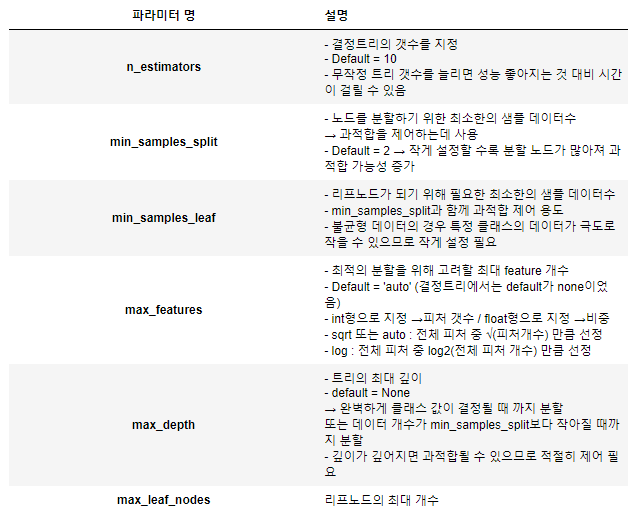 파라미터 명
설명
n_estimators
- 결정트리의 갯수를 지정
- Default = 10
- 무작정 트리 갯수를 늘리면 성능 좋아지는 것 대비 시간
이 걸릴 수 있음
min_samples_split
- 노드를 분할하기 위한 최소한의 샘플 데이터수
→ 과적합을 제어하는데 사용
- Default = 2 → 작게 설정할 수록 분할 노드가 많아져 과
적합 가능성 증가
min_samples_leaf
- 리프노드가 되기 위해 필요한 최소한의 샘플 데이터수
- min_samples_split과 함께 과적합 제어 용도
- 불균형 데이터의 경우 특정 클래스의 데이터가 극도로
작을 수 있으므로 작게 설정 필요
max_features
- 최적의 분할을 위해 고려할 최대 feature 개수
- Default = 'auto' (결정트리에서는 default가 none이었
음)
- int형으로 지정 →피처 갯수 / float형으로 지정 →비중
- sqrt 또는 auto : 전체 피처 중 √(피처개수) 만큼 선정
- log : 전체 피처 중 log2(전체 피처 개수) 만큼 선정
max_depth
- 트리의 최대 깊이
- default = None
→ 완벽하게 클래스 값이 결정될 때 까지 분할
또는 데이터 개수가 min_samples_split보다 작아질 때까
지 분할
- 깊이가 깊어지면 과적합될 수 있으므로 적절히 제어 필
요
max_leaf_nodes
리프노드의 최대 개수